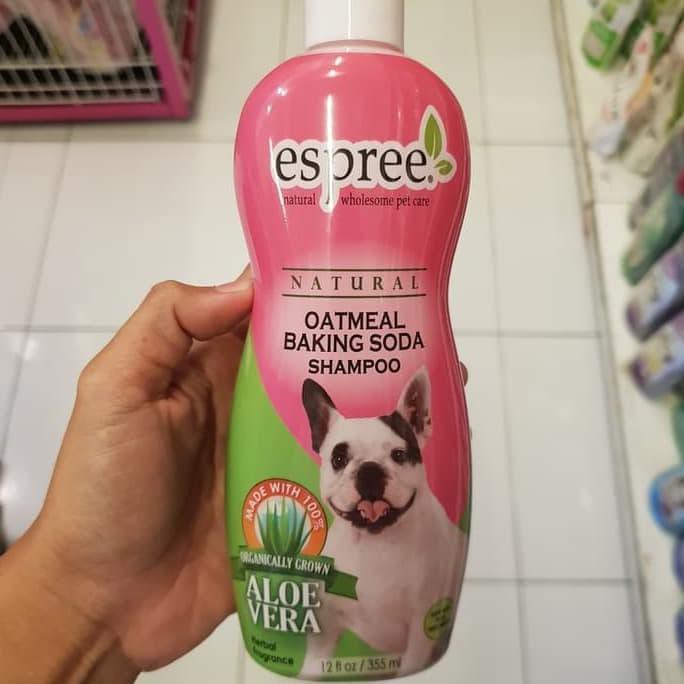 espree®
natural wholesome pet care
NATURAL
OATMEAL
BAKING SODA
SHAMPOO
MADE WITH 100%
ORGANICALLY GROWN
ALOE
VERA
Herbal
fragrance
12 fl oz / 355 ml